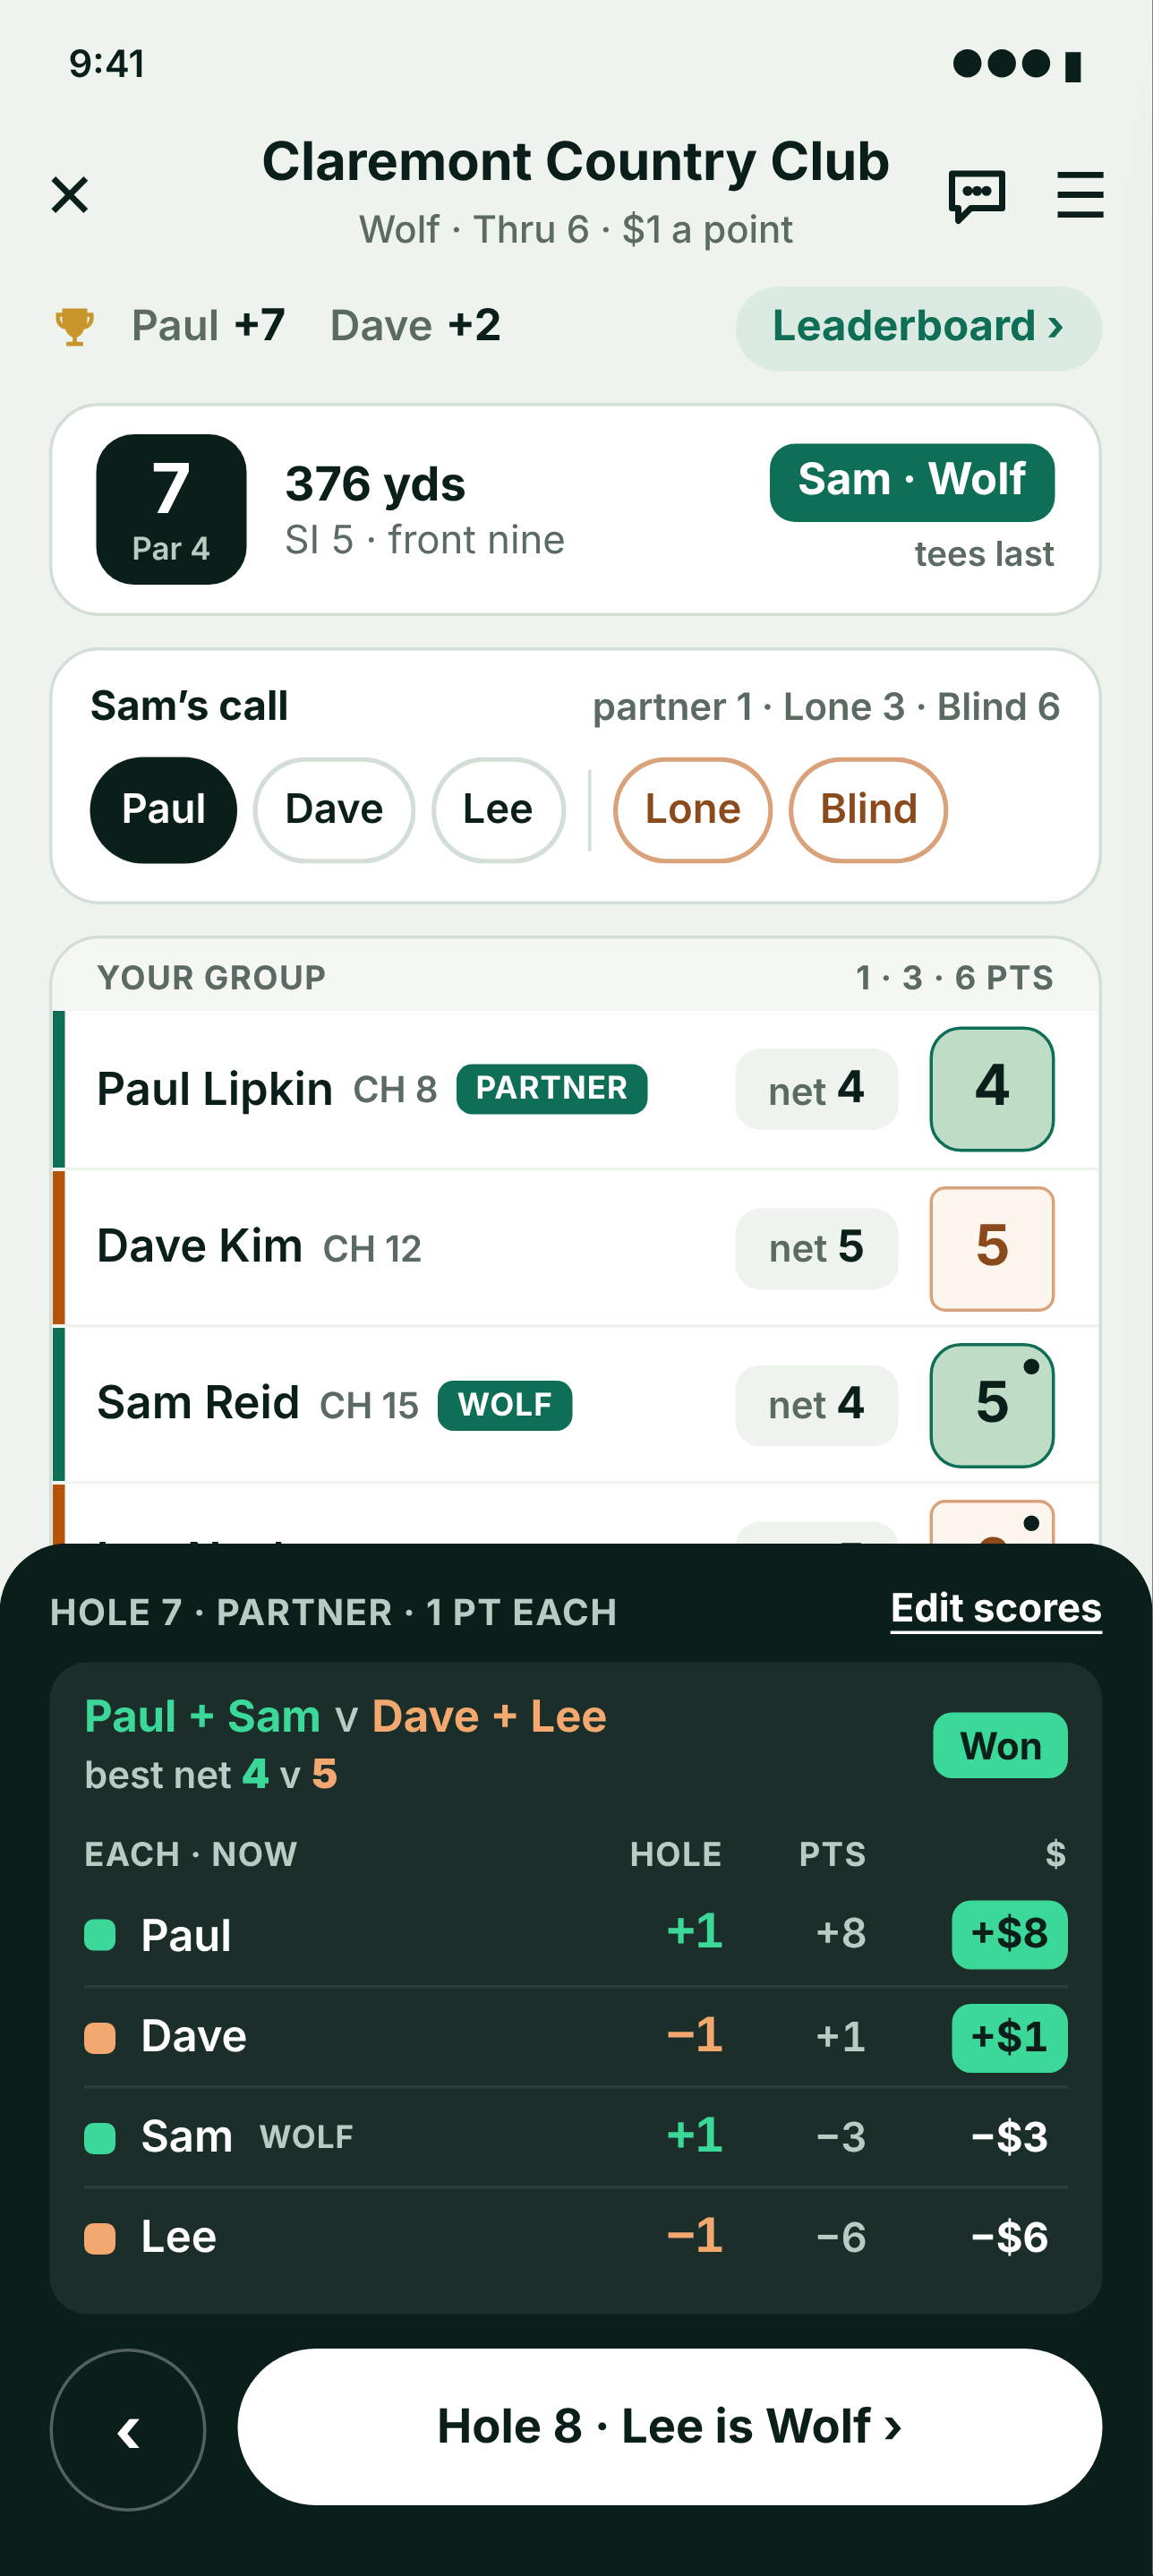 9:41
Claremont Country Club
Wolf · Thru 6 · $1 a point
Paul +7 Dave +2 Leaderboard ›
7
Par 4
376 yds
SI 5 · front nine
Sam · Wolf
tees last
Sam’s call partner 1 · Lone 3 · Blind 6
Paul Dave Lee Lone Blind
YOUR GROUP 1 · 3 · 6 PTS
Paul Lipkin CH 8 PARTNER net 4 4
Dave Kim CH 12 net 5 5
Sam Reid CH 15 WOLF net 4 5
HOLE 7 · PARTNER · 1 PT EACH Edit scores
Paul + Sam v Dave + Lee
best net 4 v 5
Won
EACH · NOW HOLE PTS $
Paul +1 +8 +$8
Dave −1 +1 +$1
Sam WOLF +1 −3 −$3
Lee −1 −6 −$6
‹ Hole 8 · Lee is Wolf ›